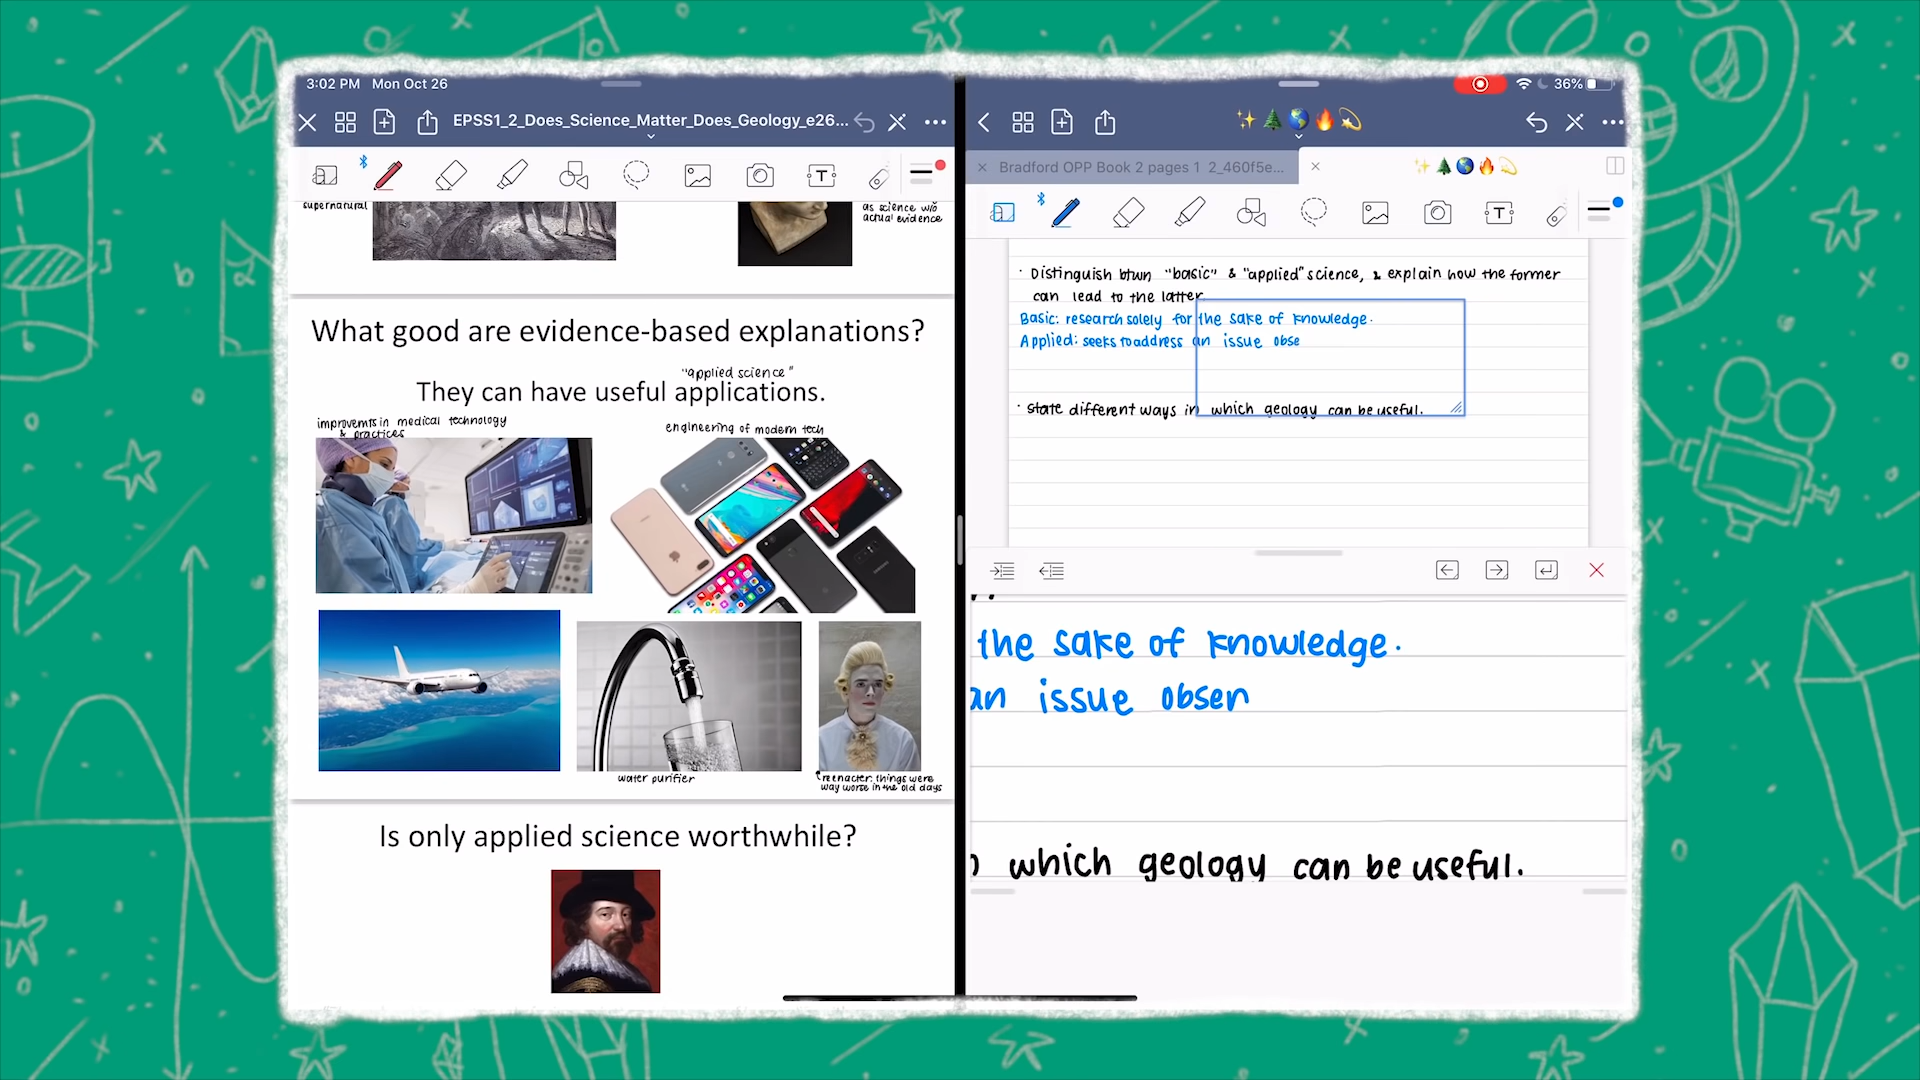 3:02 PM Mon Oct 26
EPSS1_2_Does_Science_Matter_Does_Geology_e26...
supernatural
as science w/o
actual evidence
What good are evidence-based explanations?
"applied science"
They can have useful applications.
improvemts in medical technology
& practices
engineering of modern tech
water purifier
reenacter: things were
way worse in the old days
Is only applied science worthwhile?
36%
Bradford OPP Book 2 pages 1 2_460f5e...
· Distinguish btwn "basic" & "applied" science, & explain how the former
can lead to the latter.
Basic: research solely for the sake of knowledge.
Applied: seeks to address an issue obse
· state different ways in which geology can be useful.
the sake of knowledge.
an issue obser
which geology can be useful.